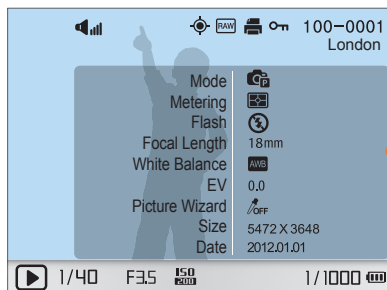 RAW 100-0001
London
Mode P
Metering
Flash
Focal Length 18mm
White Balance AWB
EV 0.0
Picture Wizard OFF
Size 5472 X 3648
Date 2012.01.01
1/40 F3.5 ISO 200 1/1000